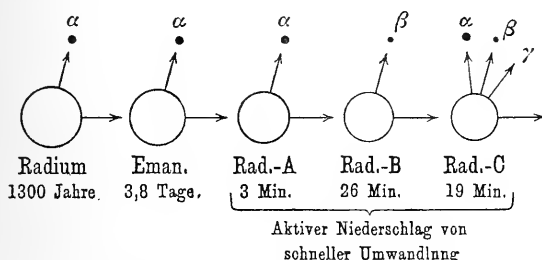 α α α β α β
γ
Radium Eman. Rad.-A Rad.-B Rad.-C
1300 Jahre. 3,8 Tage. 3 Min. 26 Min. 19 Min.
Aktiver Niederschlag von
schneller Umwandlung